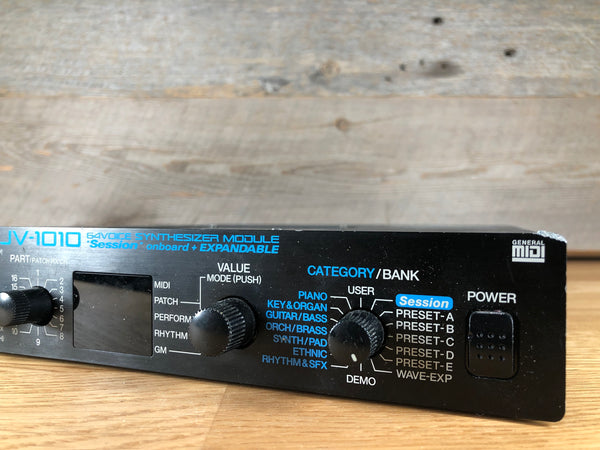 JV-1010 64VOICE SYNTHESIZER MODULE
"Session" onboard + EXPANDABLE
GENERAL
MIDI
PART
1
2
3
4
5
6
7
8
9
16
15
MIDI
PATCH
PERFORM
RHYTHM
GM
VALUE
MODE (PUSH)
CATEGORY/BANK
PIANO
KEY & ORGAN
GUITAR/BASS
ORCH/BRASS
SYNTH/PAD
ETHNIC
RHYTHM & SFX
USER
DEMO
Session
PRESET-A
PRESET-B
PRESET-C
PRESET-D
PRESET-E
WAVE-EXP
POWER